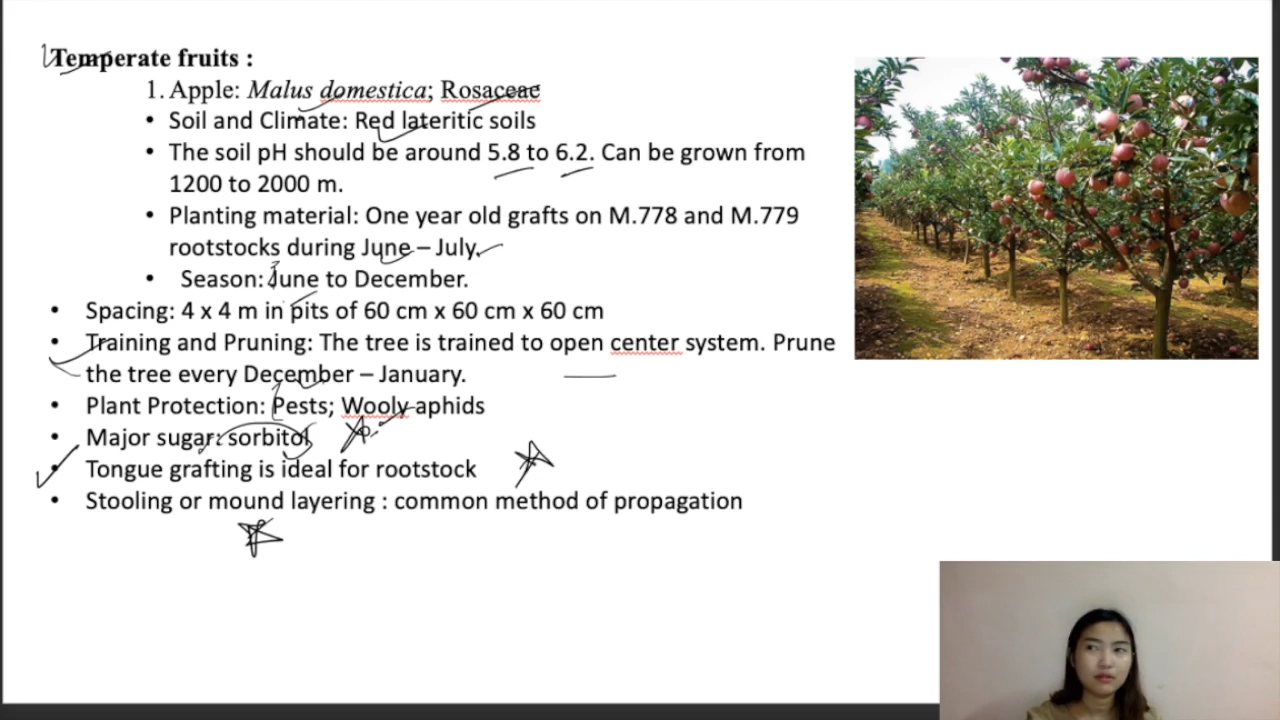 Temperate fruits :
1. Apple: Malus domestica; Rosaceae
• Soil and Climate: Red lateritic soils
• The soil pH should be around 5.8 to 6.2. Can be grown from
1200 to 2000 m.
• Planting material: One year old grafts on M.778 and M.779
rootstocks during June – July.
• Season: June to December.
• Spacing: 4 x 4 m in pits of 60 cm x 60 cm x 60 cm
• Training and Pruning: The tree is trained to open center system. Prune
the tree every December – January.
• Plant Protection: Pests; Wooly aphids
• Major sugar: sorbitol
• Tongue grafting is ideal for rootstock
• Stooling or mound layering : common method of propagation